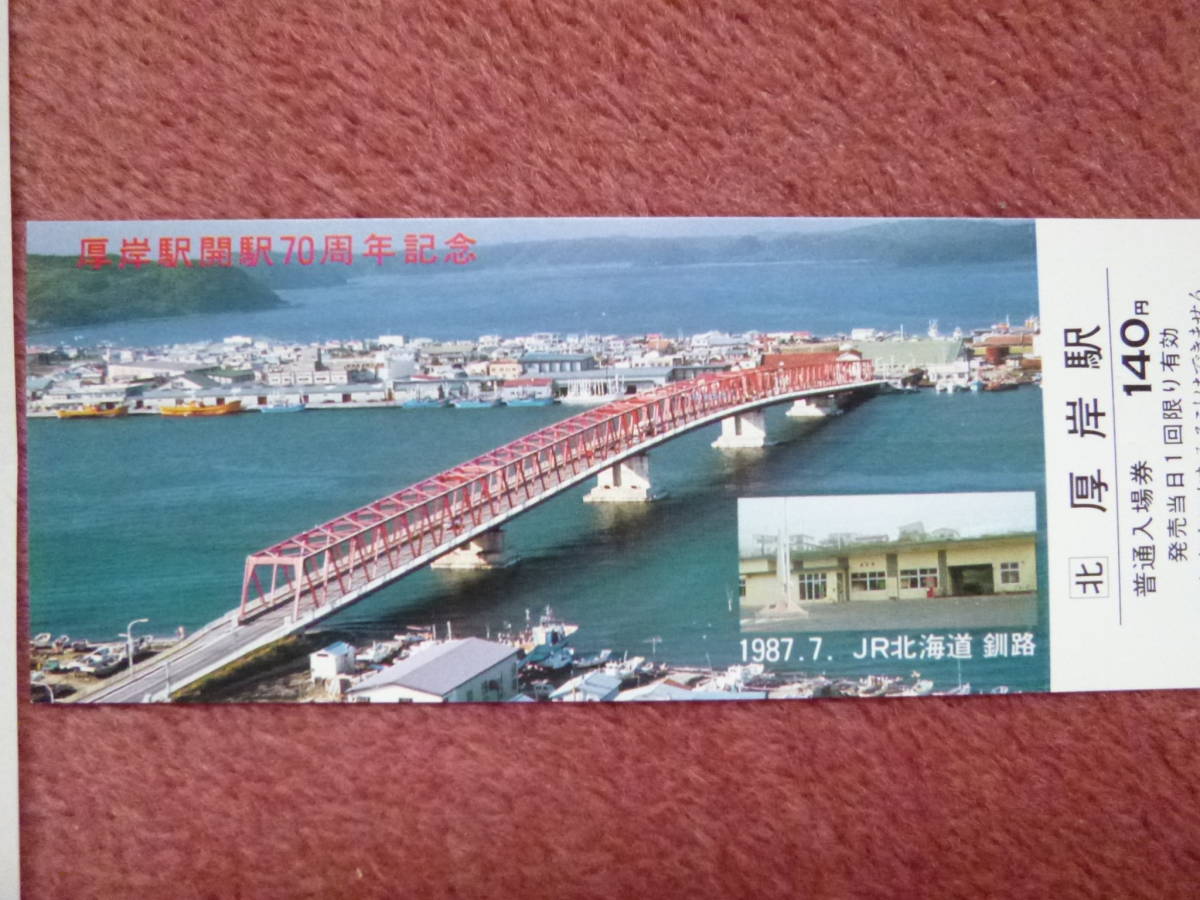 厚岸駅開駅70周年記念
1987.7. JR北海道 釧路
北 厚岸駅
普通入場券 140円
発売当日1回限り有効